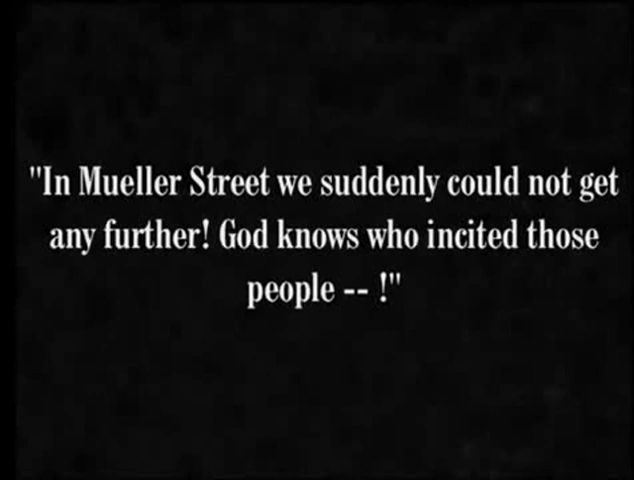 "In Mueller Street we suddenly could not get
any further! God knows who incited those
people -- !"